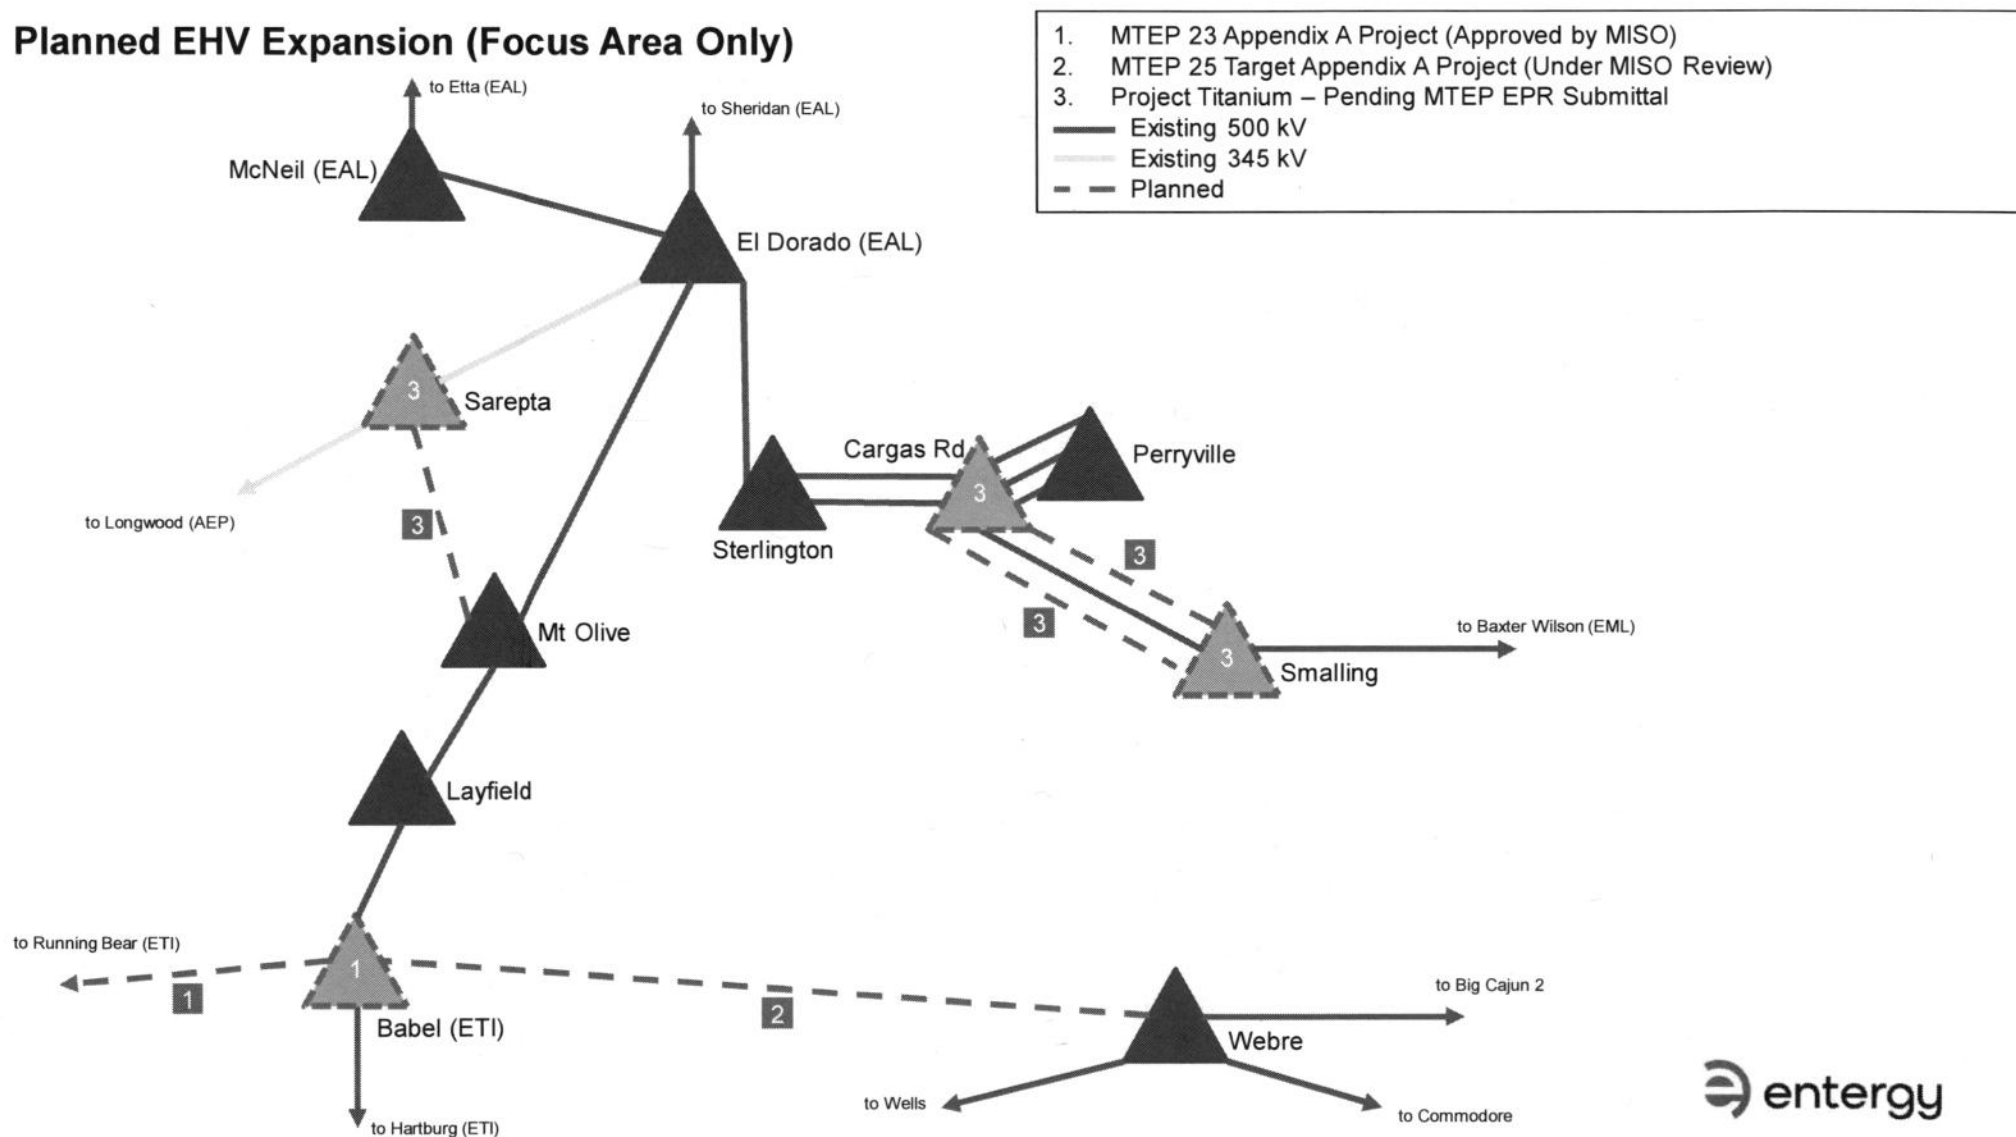 Planned EHV Expansion (Focus Area Only)
1. MTEP 23 Appendix A Project (Approved by MISO)
2. MTEP 25 Target Appendix A Project (Under MISO Review)
3. Project Titanium – Pending MTEP EPR Submittal
Existing 500 kV
Existing 345 kV
Planned
to Etta (EAL)
to Sheridan (EAL)
McNeil (EAL)
El Dorado (EAL)
3
Sarepta
Cargas Rd
Perryville
3
to Longwood (AEP)
3
Sterlington
3
3
to Baxter Wilson (EML)
Mt Olive
3
Smalling
Layfield
to Running Bear (ETI)
1
1
2
to Big Cajun 2
Babel (ETI)
Webre
to Wells
to Commodore
to Hartburg (ETI)
entergy